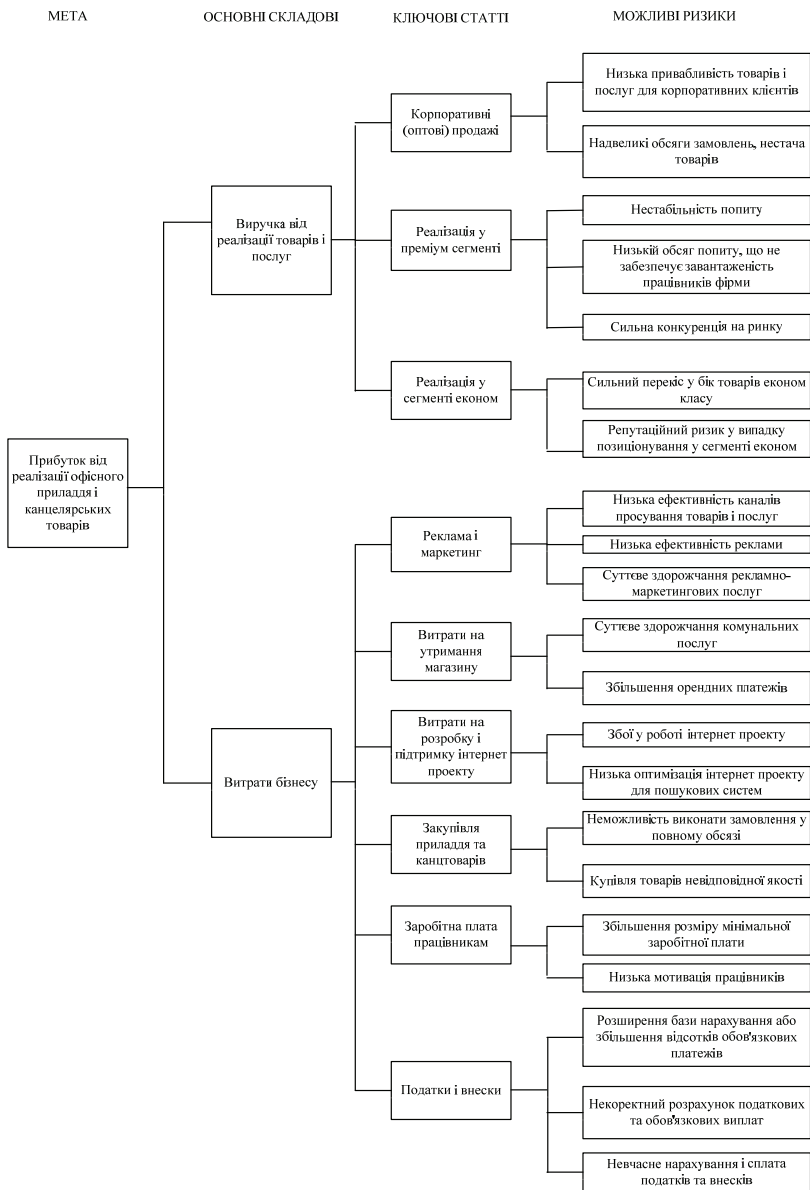 МЕТА
ОСНОВНІ СКЛАДОВІ
КЛЮЧОВІ СТАТТІ
МОЖЛИВІ РИЗИКИ
Прибуток від
реалізації офісного
приладдя і
канцелярських
товарів
Виручка від
реалізації товарів і
послуг
Корпоративні
(оптові) продажі
Низька привабливість товарів і
послуг для корпоративних клієнтів
Надвеликі обсяги замовлень, нестача
товарів
Реалізація у
преміум сегменті
Нестабільність попиту
Низькій обсяг попиту, що не
забезпечує завантаженість
працівників фірми
Сильна конкуренція на ринку
Реалізація у
сегменті економ
Сильний перекіс у бік товарів економ
класу
Репутаційний ризик у випадку
позиціонування у сегменті економ
Витрати бізнесу
Реклама і
маркетинг
Низька ефективність каналів
просування товарів і послуг
Низька ефективність реклами
Суттєве здорожчання рекламно-
маркетингових послуг
Витрати на
утримання
магазину
Суттєве здорожчання комунальних
послуг
Збільшення орендних платежів
Витрати на
розробку і
підтримку інтернет
проекту
Збої у роботі інтернет проекту
Низька оптимізація інтернет проекту
для пошукових систем
Закупівля
приладдя та
канцтоварів
Неможливість виконати замовлення у
повному обсязі
Купівля товарів невідповідної якості
Заробітна плата
працівникам
Збільшення розміру мінімальної
заробітної плати
Низька мотивація працівників
Податки і внески
Розширення бази нарахування або
збільшення відсотків обов'язкових
платежів
Некоректний розрахунок податкових
та обов'язкових виплат
Невчасне нарахування і сплата
податків та внесків